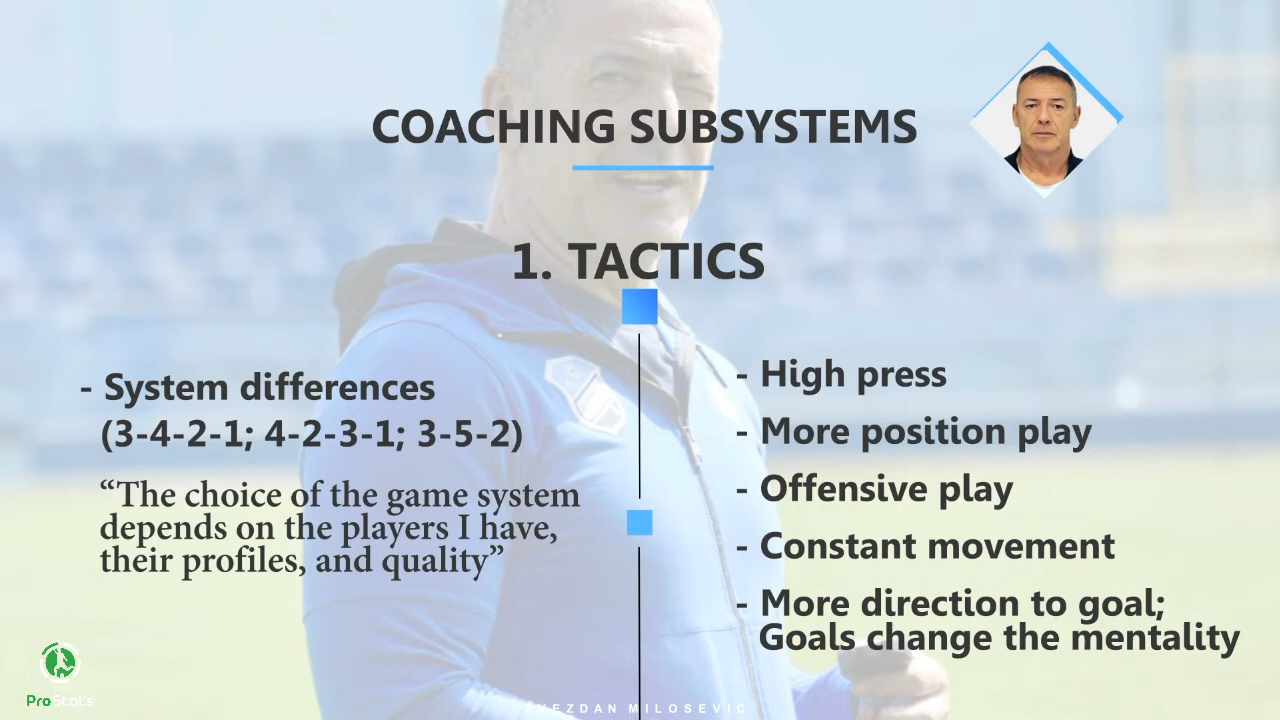 COACHING SUBSYSTEMS
1. TACTICS
- System differences
(3-4-2-1; 4-2-3-1; 3-5-2)
“The choice of the game system
depends on the players I have,
their profiles, and quality”
- High press
- More position play
- Offensive play
- Constant movement
- More direction to goal;
Goals change the mentality
ProStats
ZVEZDAN MILOSEVIC